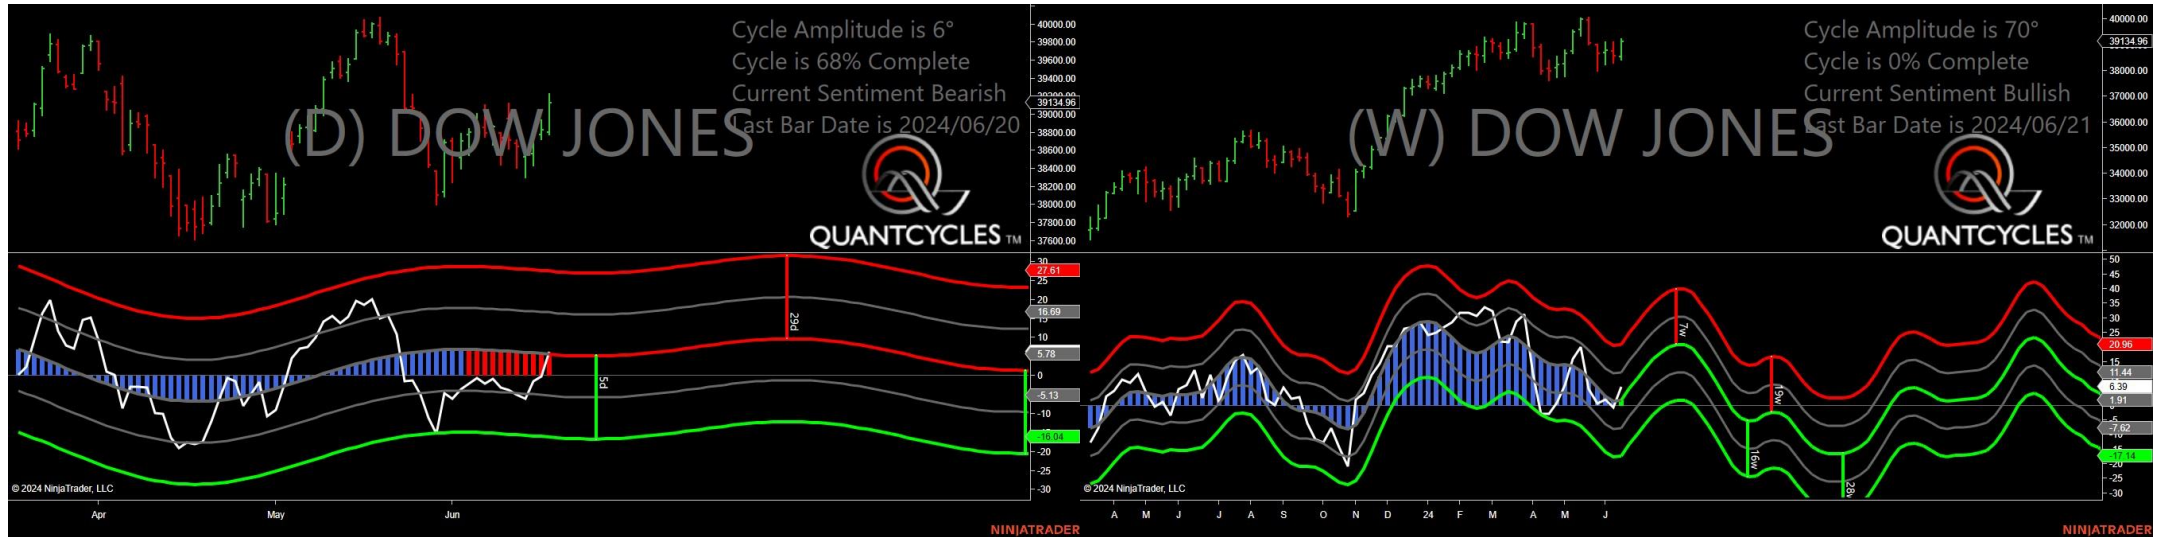 Cycle Amplitude is 6°
Cycle is 68% Complete
Current Sentiment Bearish
Last Bar Date is 2024/06/20
(D) DOW JONES
QUANTCYCLES TM
40000.00
39800.00
39600.00
39400.00
39200.00
39134.96
38800.00
38600.00
38400.00
38200.00
38000.00
37800.00
37600.00
30
27.61
25
20
16.69
15
10
5.78
0
-5.13
-10
-16.04
-20
-25
-30
29d
5d
© 2024 NinjaTrader, LLC
Apr May Jun
NINJATRADER
Cycle Amplitude is 70°
Cycle is 0% Complete
Current Sentiment Bullish
Last Bar Date is 2024/06/21
(W) DOW JONES
QUANTCYCLES TM
40000.00
39134.96
38000.00
37000.00
36000.00
35000.00
34000.00
33000.00
32000.00
50
45
40
35
30
25
20.96
15
11.44
6.39
1.91
-5
-7.62
-17.14
-20
-25
-30
7w
19w
16w
© 2024 NinjaTrader, LLC
A M J J A S O N D 24 F M A M J
NINJATRADER